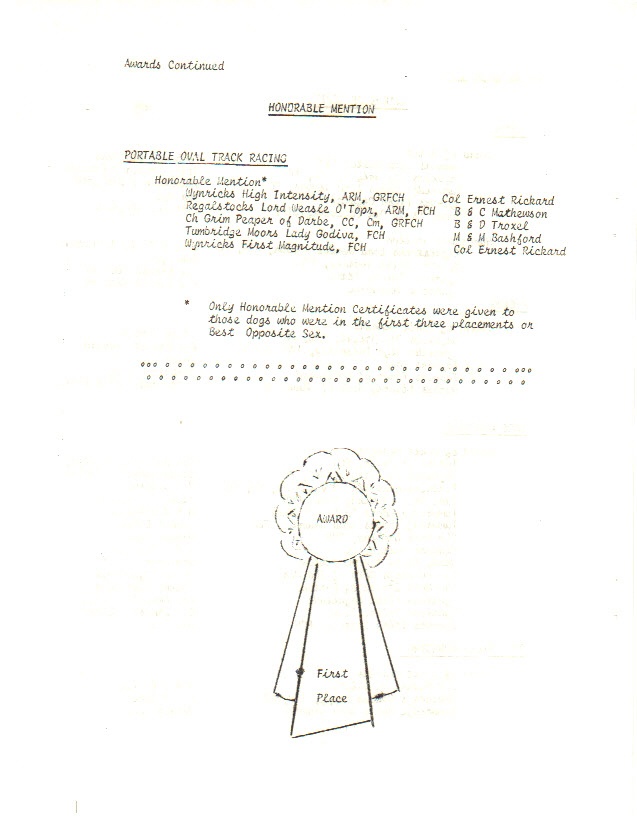 Awards Continued
HONORABLE MENTION
PORTABLE OVAL TRACK RACING
Honorable Mention*
Wynricks High Intensity, ARM, GRFCH Col Ernest Rickard
Regalstocks Lord Weasle O'Topr, ARM, FCH B & C Mathewson
Ch Grim Peaper of Darbe, CC, Cm, GRFCH B & D Troxel
Tumbridge Moors Lady Godiva, FCH M & M Bashford
Wynricks First Magnitude, FCH Col Ernest Rickard
* Only Honorable Mention Certificates were given to
those dogs who were in the first three placements or
Best Opposite Sex.
AWARD
First
Place